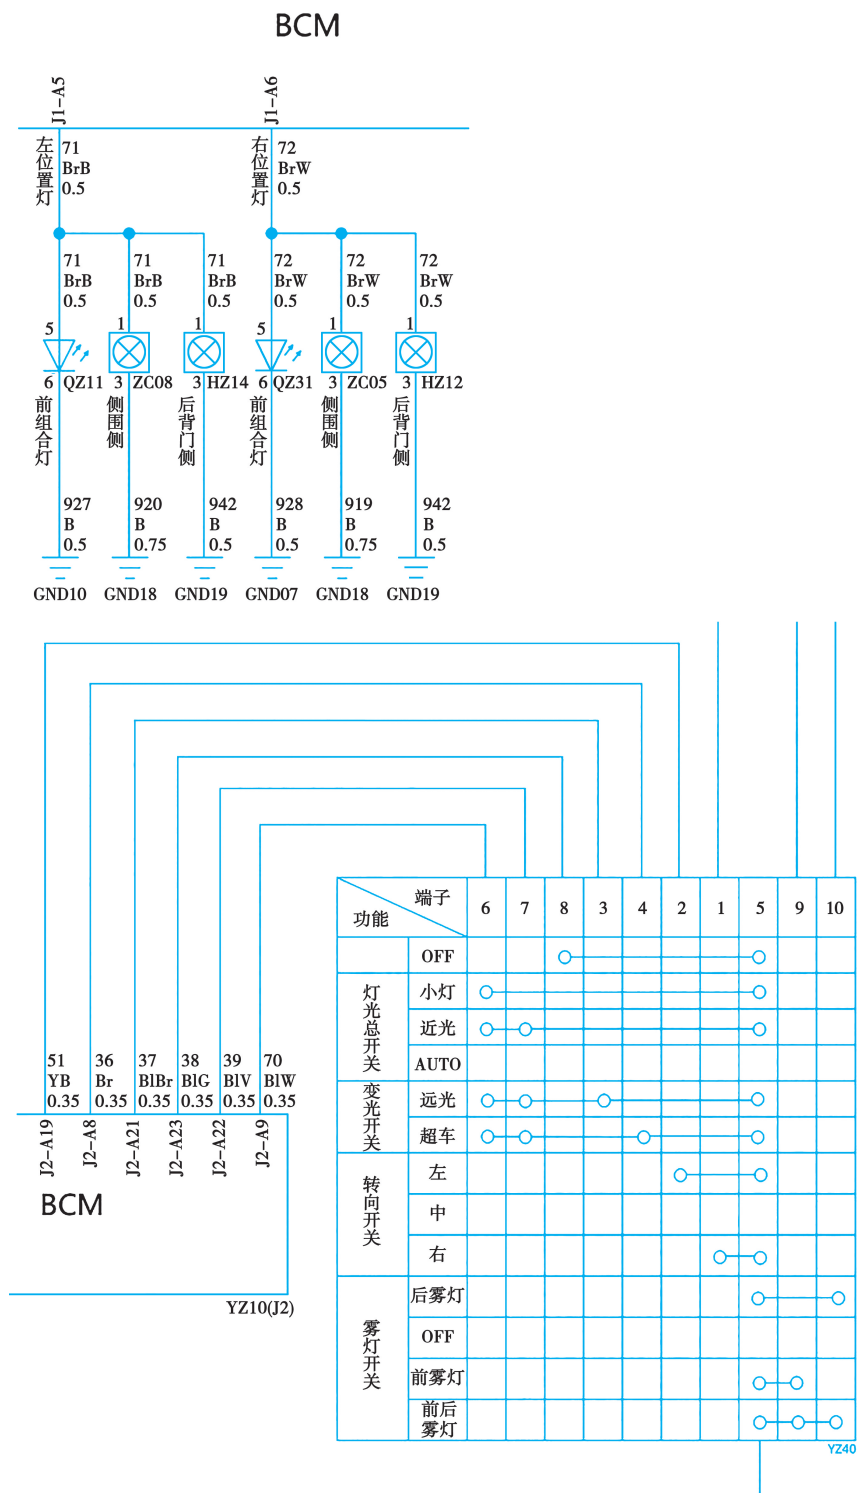 BCM
J1-A5
J1-A6
左位置灯
71
BrB
0.5
右位置灯
72
BrW
0.5
71
BrB
0.5
71
BrB
0.5
71
BrB
0.5
72
BrW
0.5
72
BrW
0.5
72
BrW
0.5
5
1
1
5
1
1
6 QZ11
3 ZC08
3 HZ14
6 QZ31
3 ZC05
3 HZ12
前组合灯
侧围侧
后背门侧
前组合灯
侧围侧
后背门侧
927
B
0.5
920
B
0.75
942
B
0.5
928
B
0.5
919
B
0.75
942
B
0.5
GND10 GND18 GND19 GND07 GND18 GND19
端子
功能
6 7 8 3 4 2 1 5 9 10
OFF
灯光总开关
小灯
近光
AUTO
变光开关
远光
超车
转向开关
左
中
右
雾灯开关
后雾灯
OFF
前雾灯
前后
雾灯
YZ40
51
YB
0.35
36
Br
0.35
37
BlBr
0.35
38
BlG
0.35
39
BlV
0.35
70
BlW
0.35
J2-A19
J2-A8
J2-A21
J2-A23
J2-A22
J2-A9
BCM
YZ10(J2)